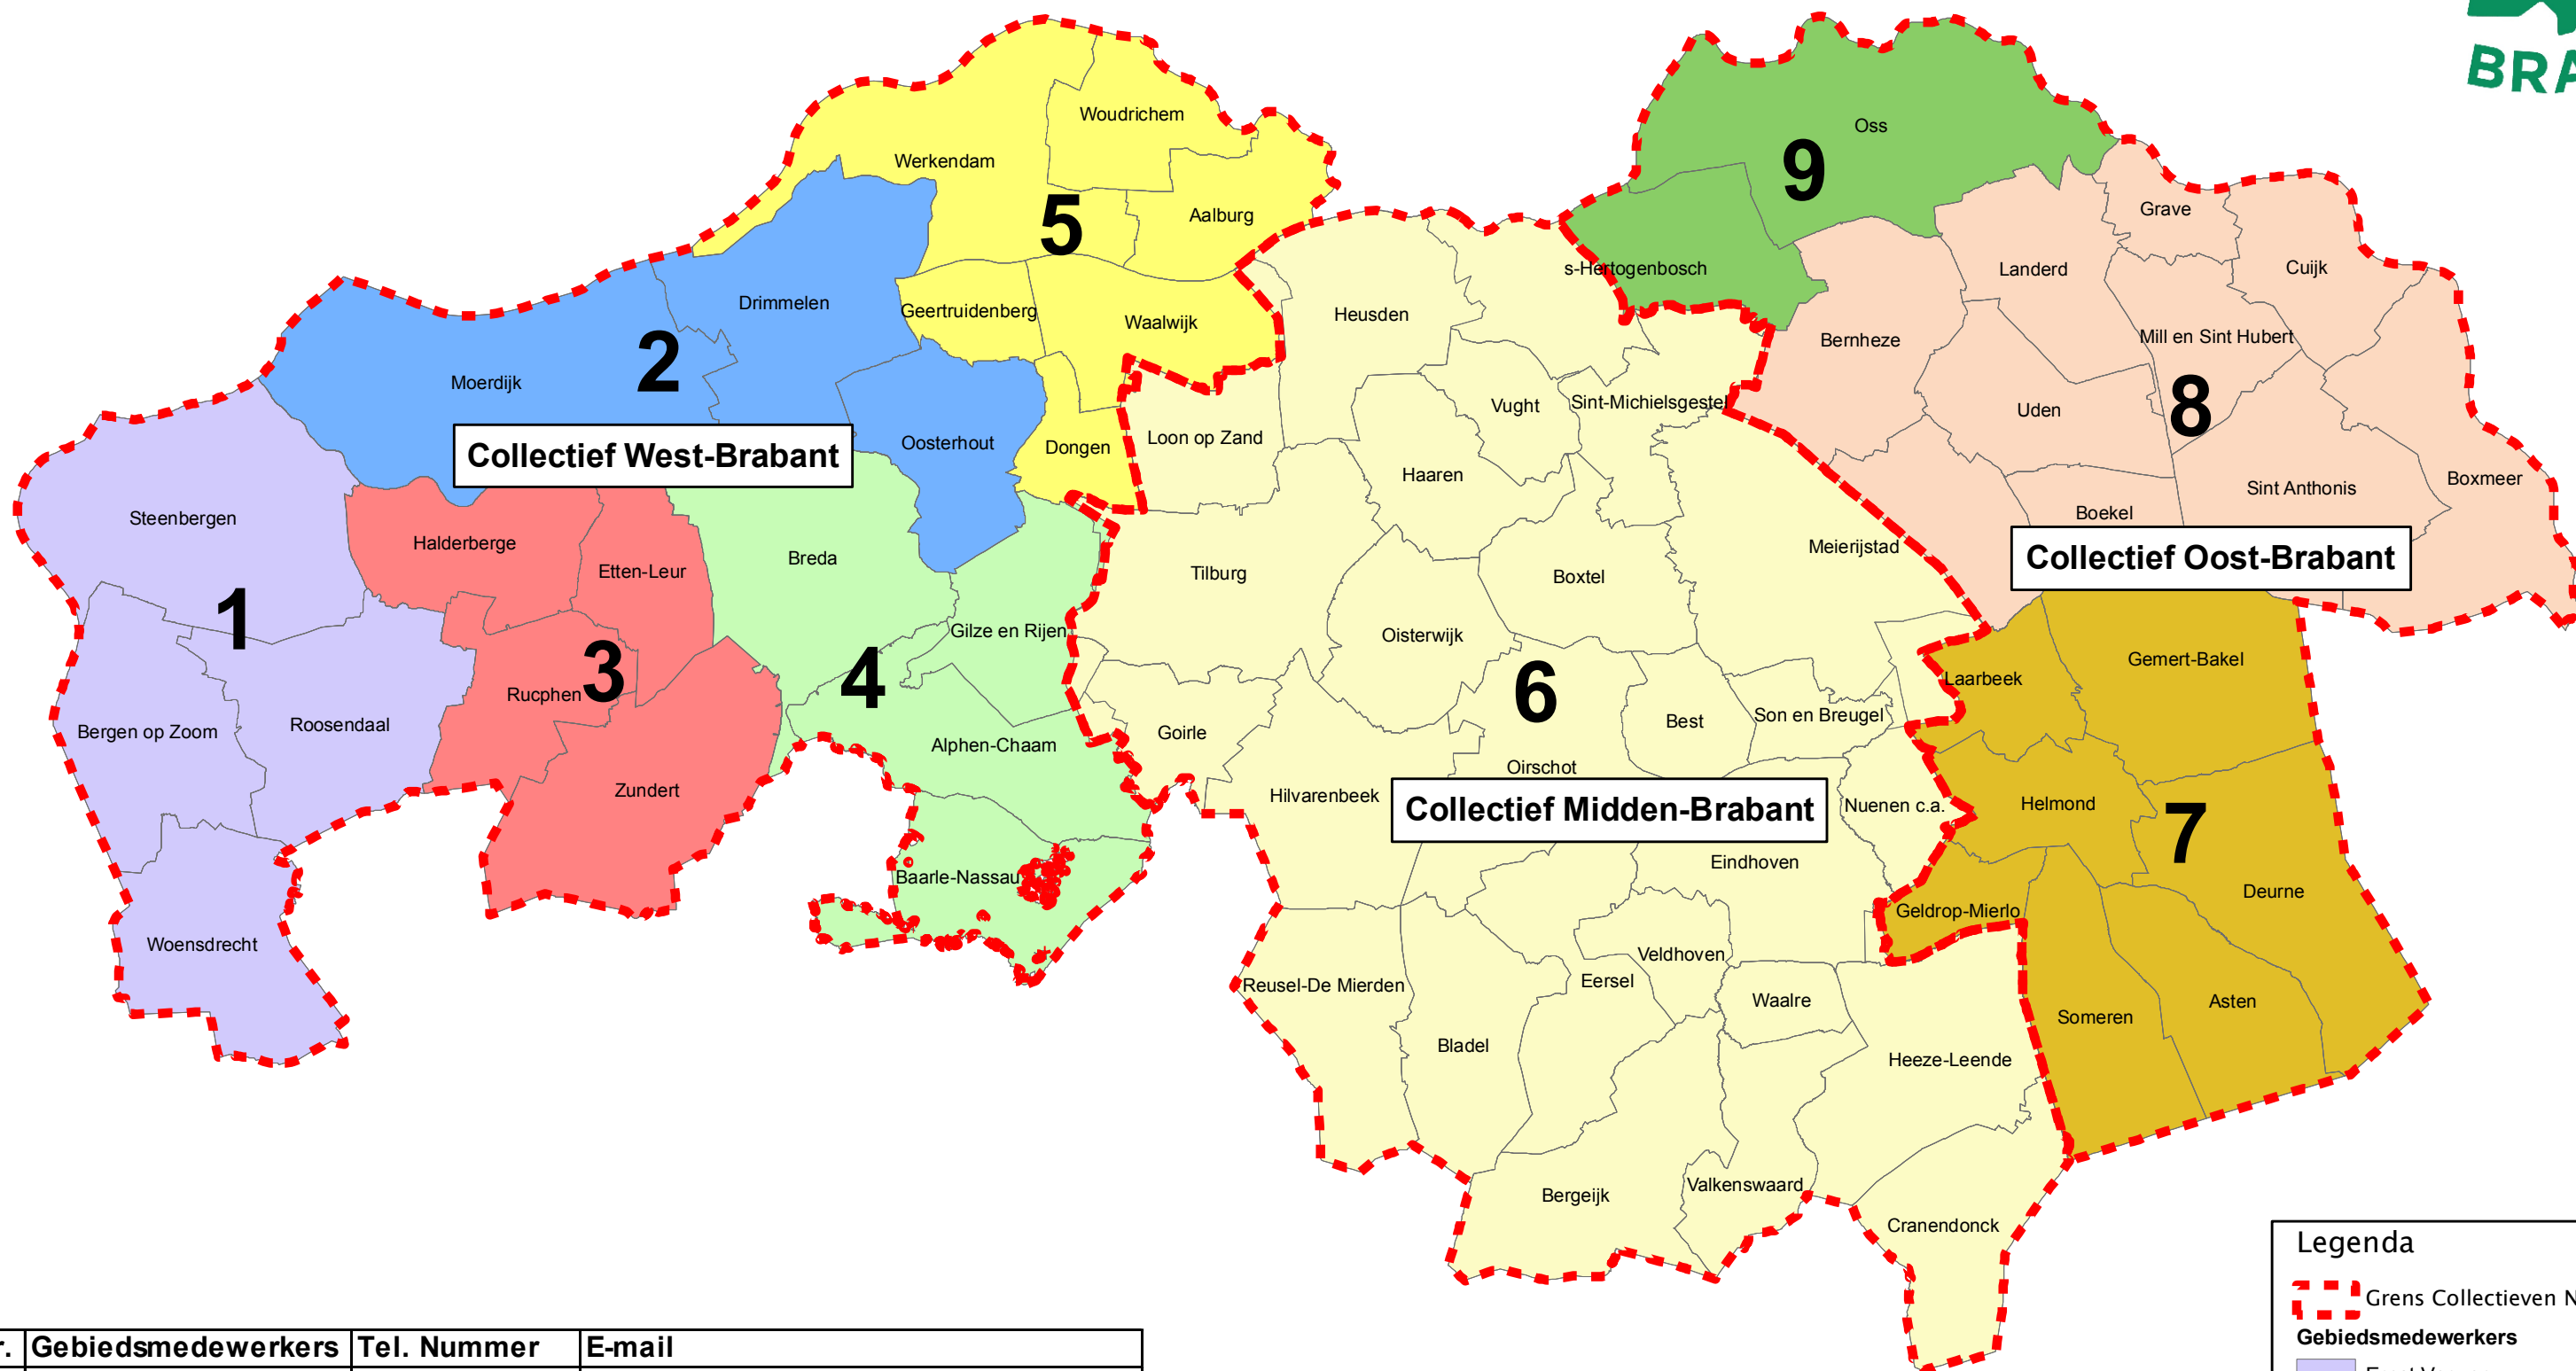 BRA
Woudrichem
Oss
Werkendam
9
Grave
5
Aalburg
s-Hertogenbosch
Landerd
Cuijk
Drimmelen
Geertruidenberg
Waalwijk
Heusden
Bernheze
Mill en Sint Hubert
2
Moerdijk
Vught
Sint-Michielsgestel
Uden
8
Oosterhout
Dongen
Loon op Zand
Collectief West-Brabant
Haaren
Boxmeer
Sint Anthonis
Steenbergen
Boekel
Halderberge
Breda
Meierijstad
Collectief Oost-Brabant
Etten-Leur
Tilburg
Boxtel
1
Gilze en Rijen
Oisterwijk
Gemert-Bakel
3
4
6
Laarbeek
Rucphen
Bergen op Zoom
Roosendaal
Alphen-Chaam
Goirle
Best
Son en Breugel
Zundert
Hilvarenbeek
Oirschot
Collectief Midden-Brabant
Nuenen c.a.
Helmond
7
Eindhoven
Baarle-Nassau
Deurne
Geldrop-Mierlo
Woensdrecht
Veldhoven
Reusel-De Mierden
Eersel
Waalre
Asten
Someren
Bladel
Heeze-Leende
Bergeijk
Valkenswaard
Cranendonck
Legenda
Grens Collectieven N
Gebiedsmedewerkers
r. Gebiedsmedewerkers Tel. Nummer E-mail